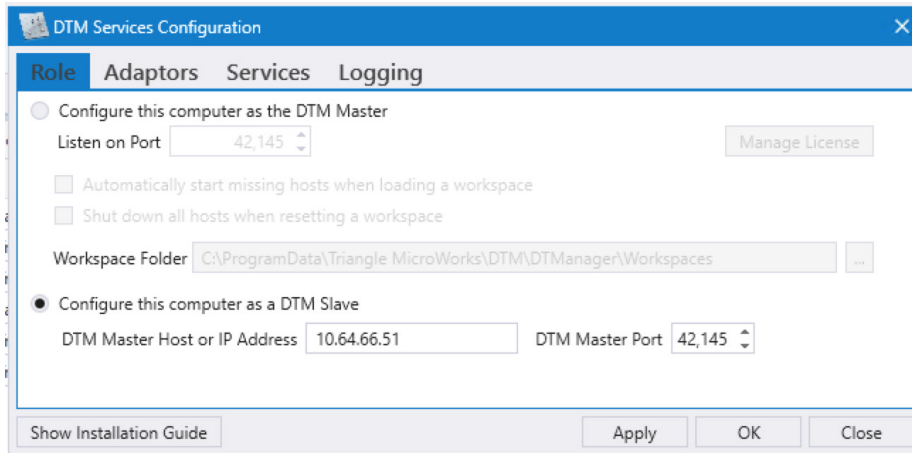 DTM Services Configuration
Role Adaptors Services Logging
Configure this computer as the DTM Master
Listen on Port 42,145 Manage License
Automatically start missing hosts when loading a workspace
Shut down all hosts when resetting a workspace
Workspace Folder C:\ProgramData\Triangle MicroWorks\DTM\DTManager\Workspaces ...
Configure this computer as a DTM Slave
DTM Master Host or IP Address 10.64.66.51 DTM Master Port 42,145
Show Installation Guide Apply OK Close